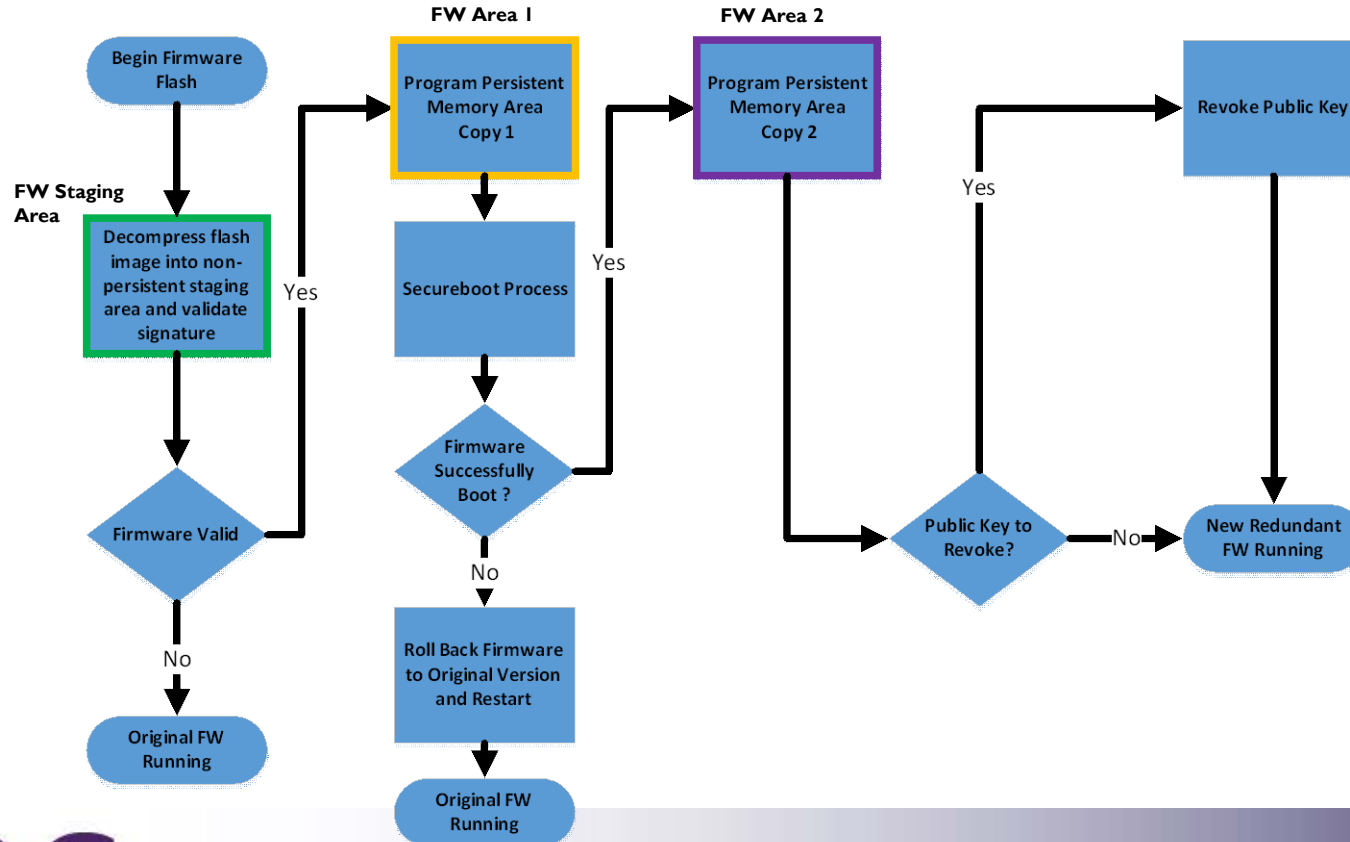 FW Area 1
FW Area 2
Begin Firmware
Flash
Program Persistent
Memory Area
Copy 1
Program Persistent
Memory Area
Copy 2
Revoke Public Key
FW Staging
Area
Decompress flash
image into non-
persistent staging
area and validate
signature
Yes
Secureboot Process
Yes
Yes
Firmware
Successfully
Boot ?
Firmware Valid
Public Key to
Revoke?
No
New Redundant
FW Running
No
Roll Back Firmware
to Original Version
and Restart
No
Original FW
Running
Original FW
Running